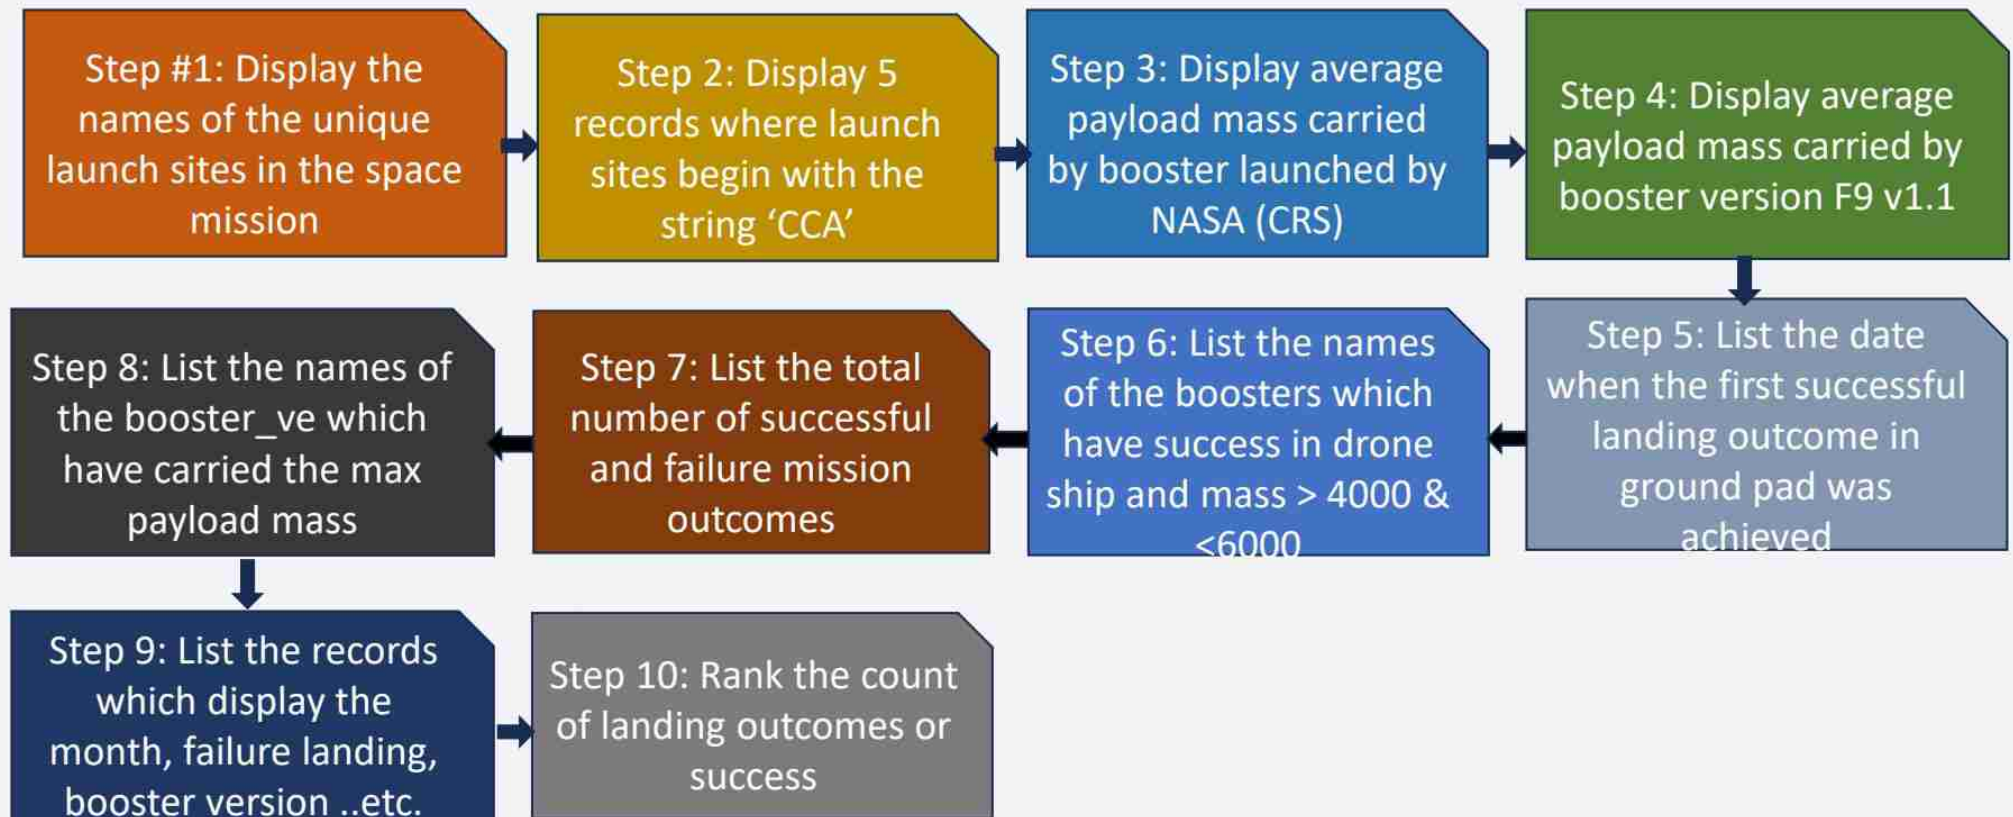 Step #1: Display the
names of the unique
launch sites in the space
mission
Step 2: Display 5
records where launch
sites begin with the
string ‘CCA’
Step 3: Display average
payload mass carried
by booster launched by
NASA (CRS)
Step 4: Display average
payload mass carried by
booster version F9 v1.1
Step 5: List the date
when the first successful
landing outcome in
ground pad was
achieved
Step 6: List the names
of the boosters which
have success in drone
ship and mass > 4000 &
<6000
Step 7: List the total
number of successful
and failure mission
outcomes
Step 8: List the names of
the booster_ve which
have carried the max
payload mass
Step 9: List the records
which display the
month, failure landing,
booster version ..etc.
Step 10: Rank the count
of landing outcomes or
success